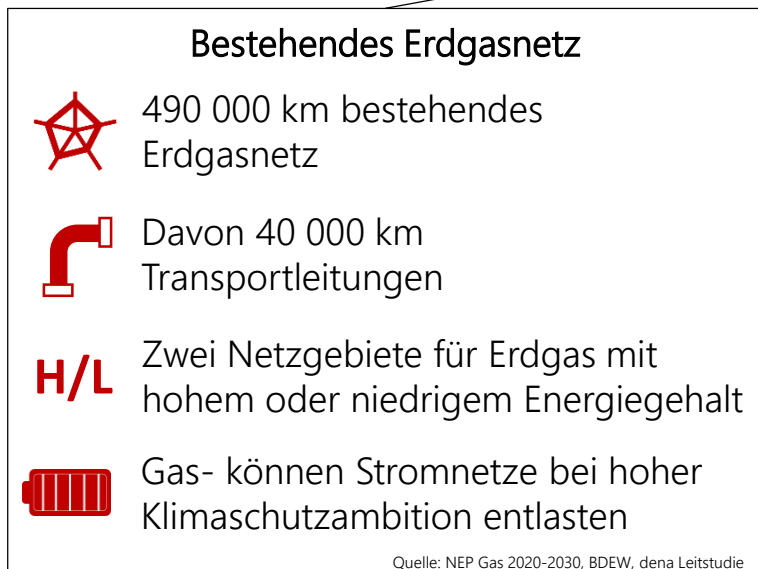 Bestehendes Erdgasnetz
490 000 km bestehendes
Erdgasnetz
Davon 40 000 km
Transportleitungen
H/L
Zwei Netzgebiete für Erdgas mit
hohem oder niedrigem Energiegehalt
Gas- können Stromnetze bei hoher
Klimaschutzambition entlasten
Quelle: NEP Gas 2020-2030, BDEW, dena Leitstudie